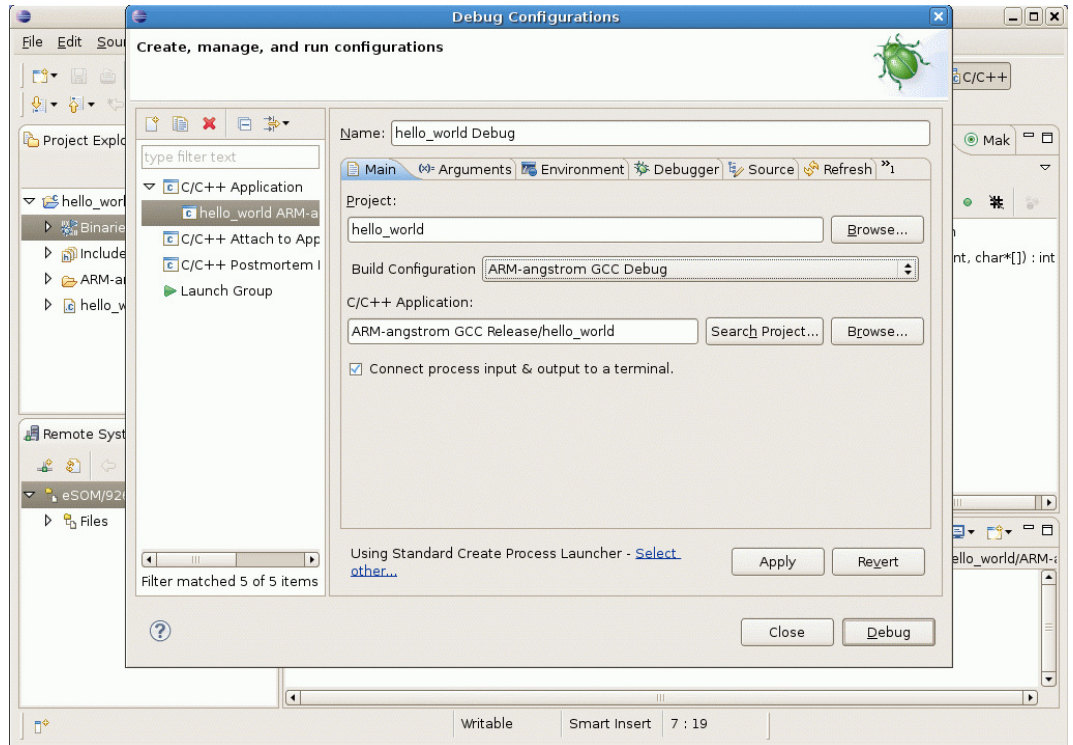 Debug Configurations
File Edit Sour
Create, manage, and run configurations
C/C++
Project Explo
type filter text
Name: hello_world Debug
Mak
Main (x)= Arguments Environment Debugger Source Refresh »1
C/C++ Application
hello_world ARM-a
C/C++ Attach to App
C/C++ Postmortem I
Launch Group
Project:
hello_world Browse...
Build Configuration ARM-angstrom GCC Debug
C/C++ Application:
ARM-angstrom GCC Release/hello_world Search Project... Browse...
Connect process input & output to a terminal.
hello_worl
Binarie
Include
ARM-ar
hello_w
nt, char*[]) : int
Remote Syst
eSOM/926
Files
Using Standard Create Process Launcher - Select
other...
Apply Revert
Filter matched 5 of 5 items
ello_world/ARM-a
? Close Debug
Writable Smart Insert 7 : 19